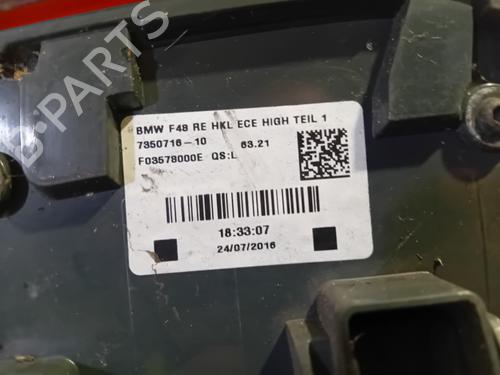 BMW F48 RE HKL ECE HIGH TEIL 1
7350716-10 63.21
F03578000E QS:L
18:33:07
24/07/2016